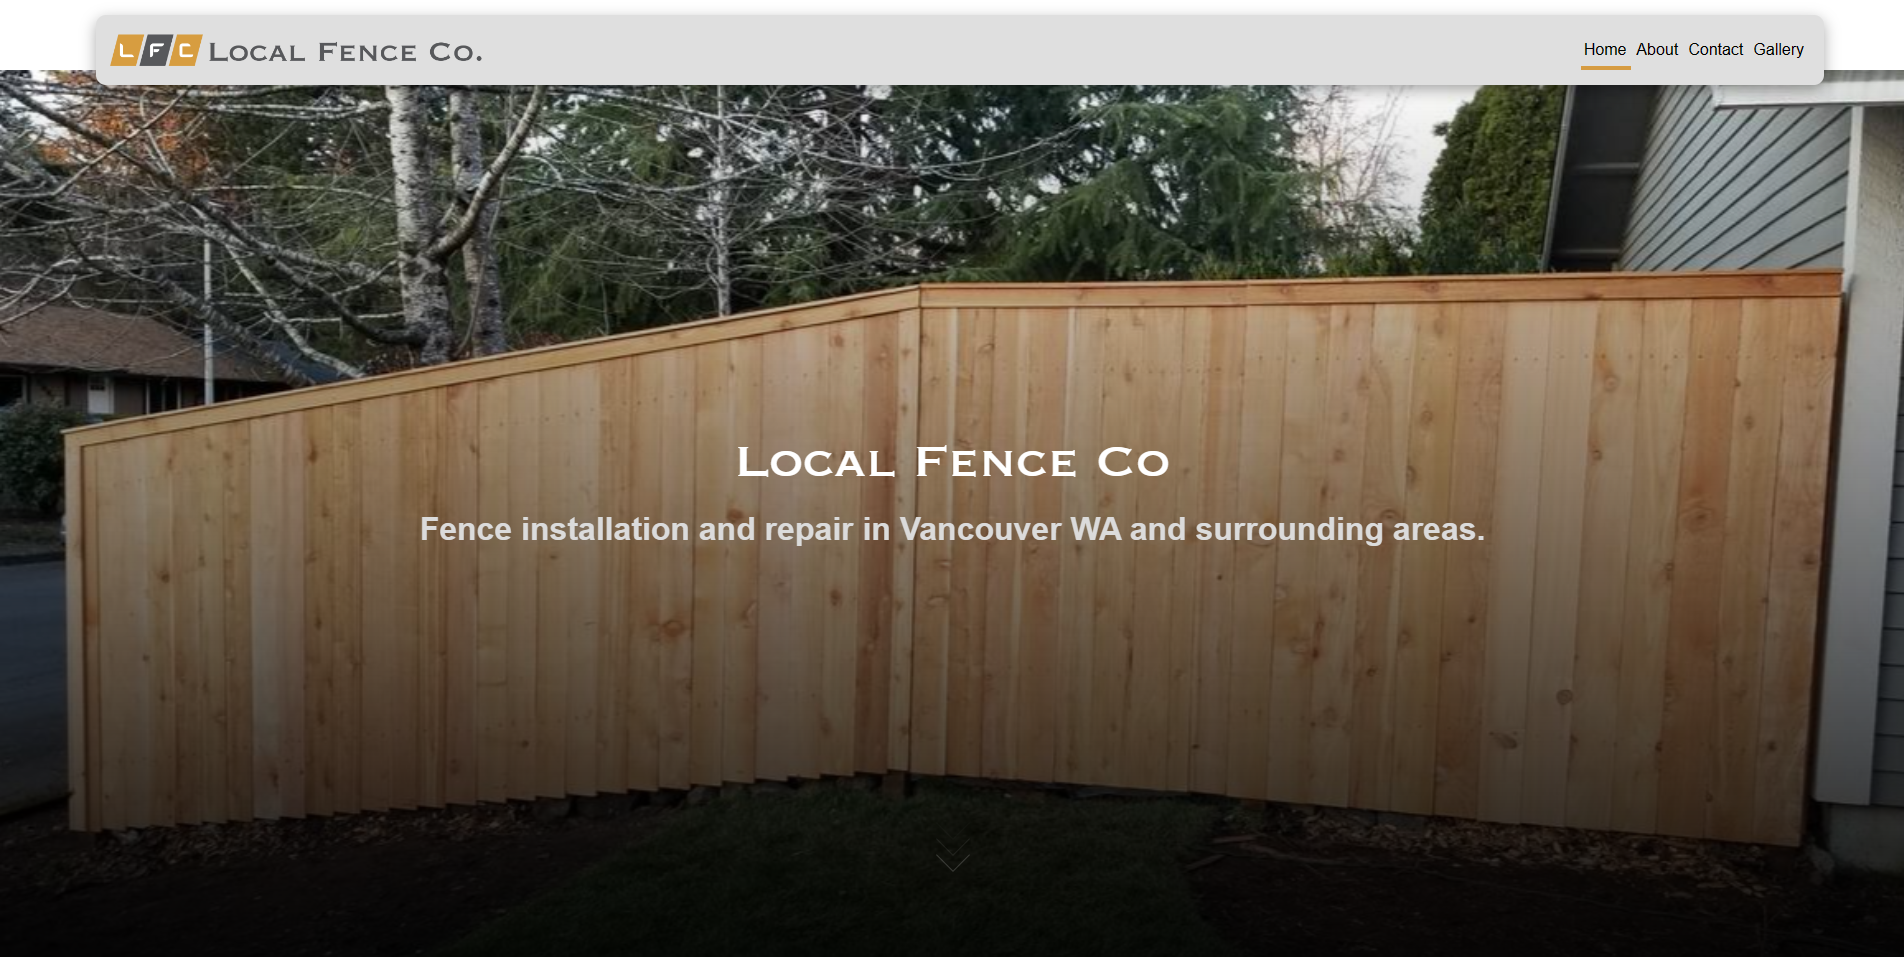 LFC Local Fence Co.
Home About Contact Gallery
Local Fence Co
Fence installation and repair in Vancouver WA and surrounding areas.